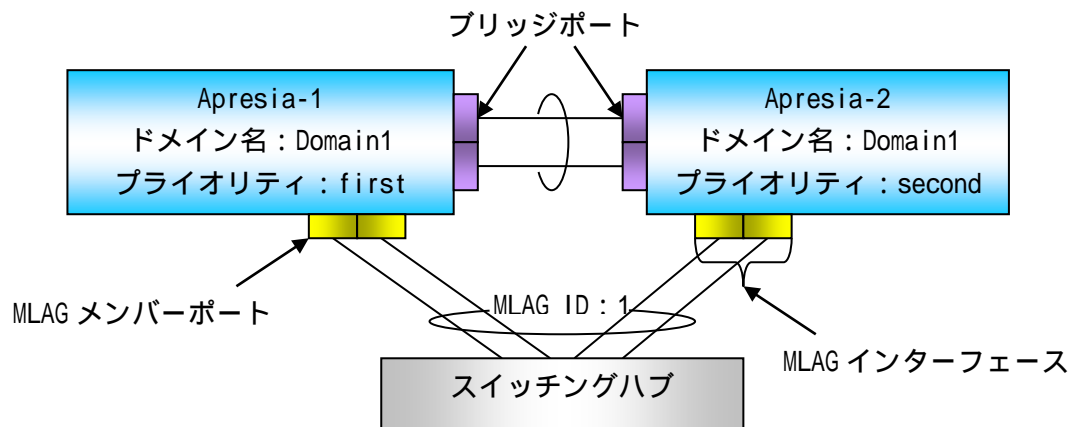 ブリッジポート
Apresia-1
ドメイン名：Domain1
プライオリティ：first
Apresia-2
ドメイン名：Domain1
プライオリティ：second
MLAG メンバーポート
MLAG ID：1
MLAG インターフェース
スイッチングハブ